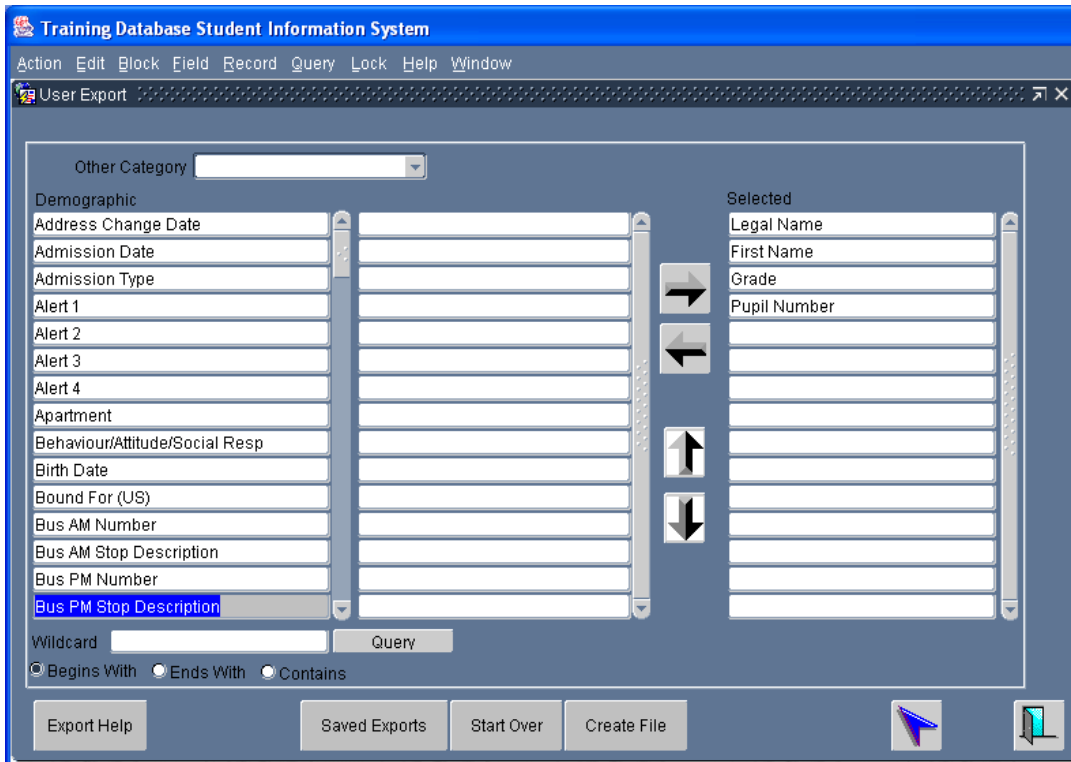 Training Database Student Information System
Action Edit Block Field Record Query Lock Help Window
User Export
Other Category
Demographic
Address Change Date
Admission Date
Admission Type
Alert 1
Alert 2
Alert 3
Alert 4
Apartment
Behaviour/Attitude/Social Resp
Birth Date
Bound For (US)
Bus AM Number
Bus AM Stop Description
Bus PM Number
Bus PM Stop Description
Selected
Legal Name
First Name
Grade
Pupil Number
Wildcard Query
Begins With Ends With Contains
Export Help Saved Exports Start Over Create File